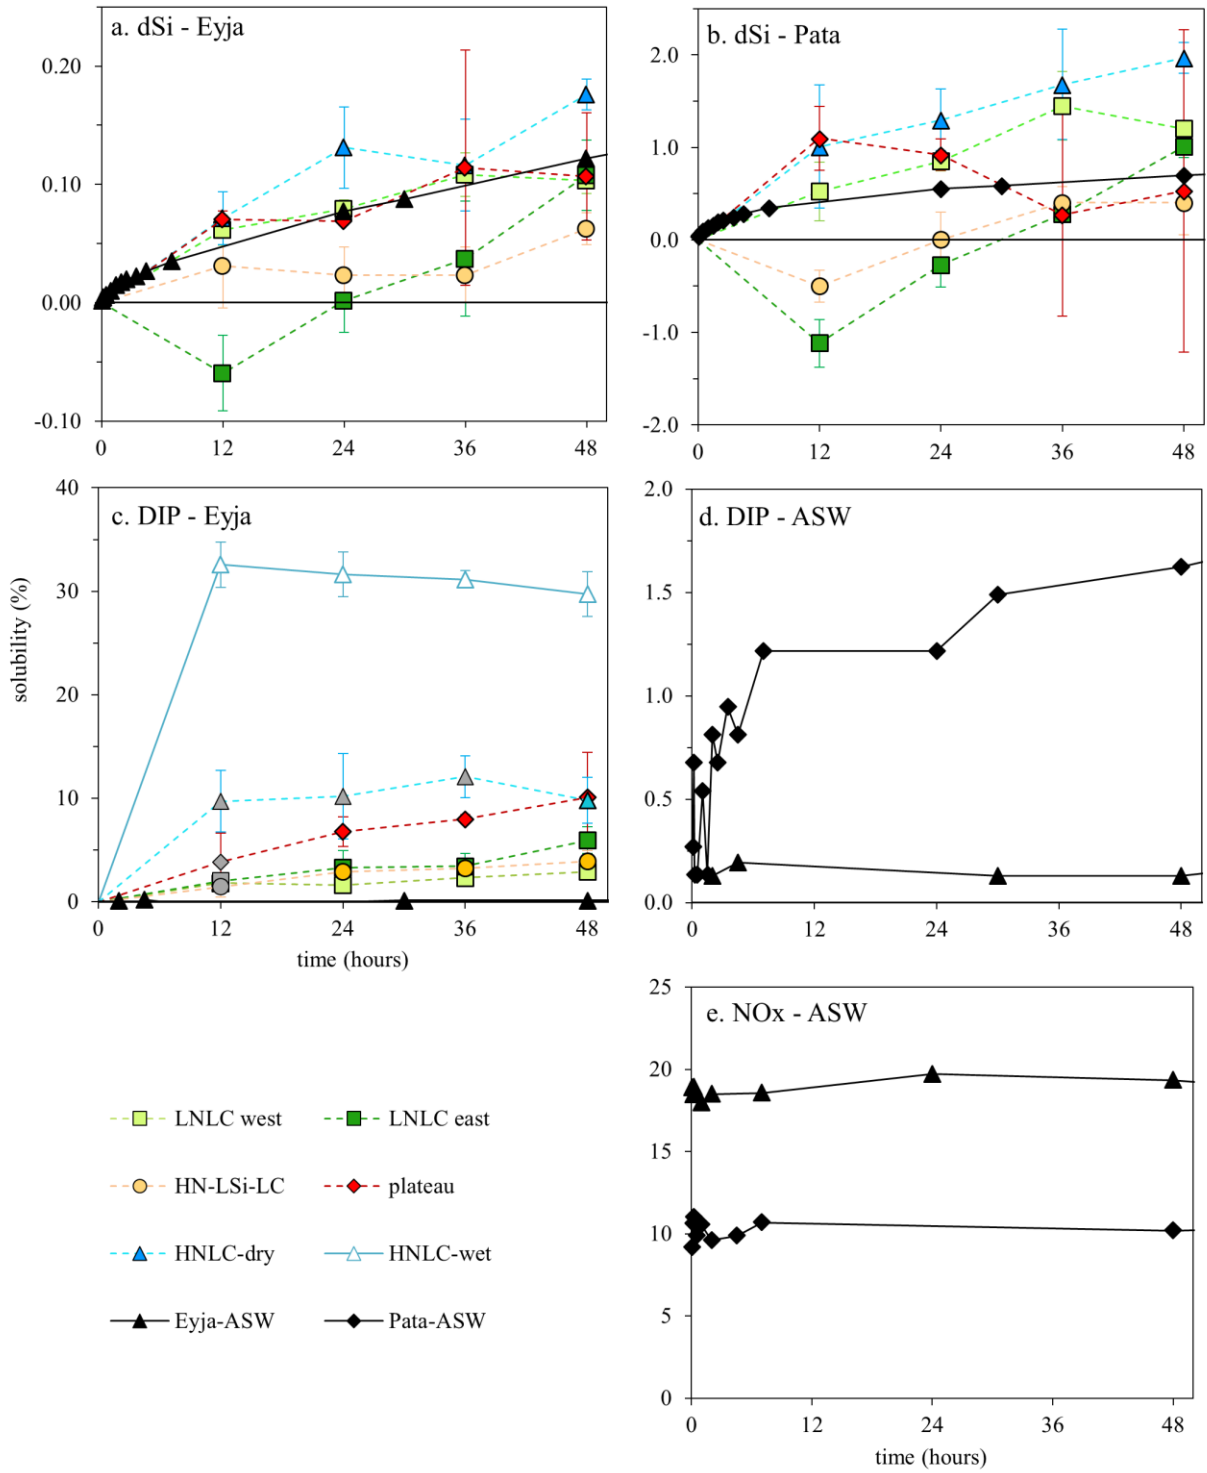 a. dSi - Eyja
0.20
0.10
0.00
-0.10
0 12 24 36 48
b. dSi - Pata
2.0
1.0
0.0
-1.0
-2.0
0 12 24 36 48
solubility (%)
c. DIP - Eyja
40
30
20
10
0
0 12 24 36 48
time (hours)
d. DIP - ASW
2.0
1.5
1.0
0.5
0.0
0 12 24 36 48
e. NOx - ASW
25
20
15
10
5
0
0 12 24 36 48
time (hours)
LNLC west
LNLC east
HN-LSi-LC
plateau
HNLC-dry
HNLC-wet
Eyja-ASW
Pata-ASW